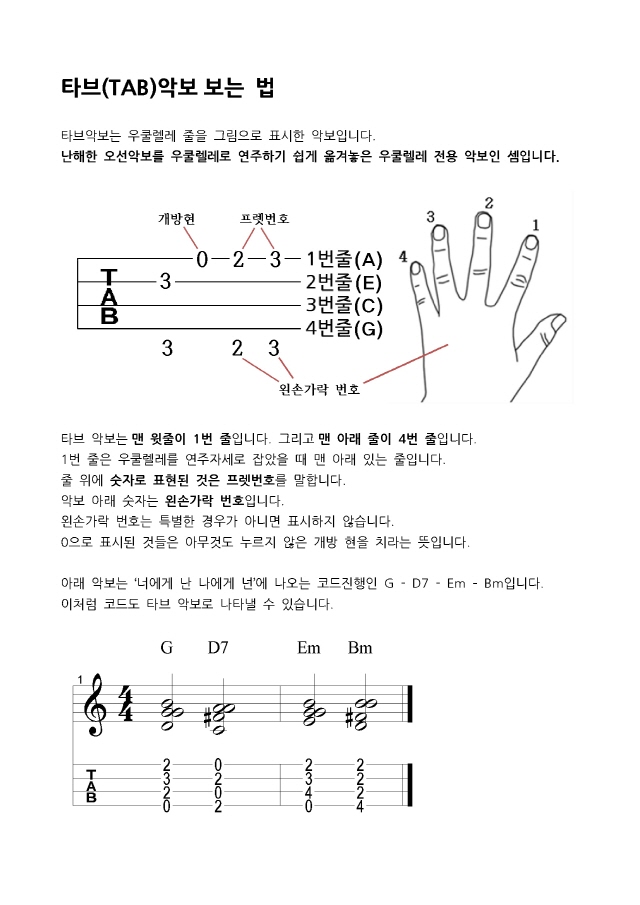 타브(TAB)악보 보는 법
타브악보는 우쿨렐레 줄을 그림으로 표시한 악보입니다.
난해한 오선악보를 우쿨렐레로 연주하기 쉽게 옮겨놓은 우쿨렐레 전용 악보인 셈입니다.
개방현 프렛번호
0 2 3 1번줄(A)
3 2번줄(E)
3번줄(C)
4번줄(G)
T
A
B
3 2 3
왼손가락 번호
4 3 2 1
타브 악보는 맨 윗줄이 1번 줄입니다. 그리고 맨 아래 줄이 4번 줄입니다.
1번 줄은 우쿨렐레를 연주자세로 잡았을 때 맨 아래 있는 줄입니다.
줄 위에 숫자로 표현된 것은 프렛번호를 말합니다.
악보 아래 숫자는 왼손가락 번호입니다.
왼손가락 번호는 특별한 경우가 아니면 표시하지 않습니다.
0으로 표시된 것들은 아무것도 누르지 않은 개방 현을 치라는 뜻입니다.
아래 악보는 '너에게 난 나에게 넌'에 나오는 코드진행인 G - D7 - Em - Bm입니다.
이처럼 코드도 타브 악보로 나타낼 수 있습니다.
G D7 Em Bm
1
4
4
T
A
B
2 0 2 2
3 2 3 2
2 0 4 2
0 2 0 4